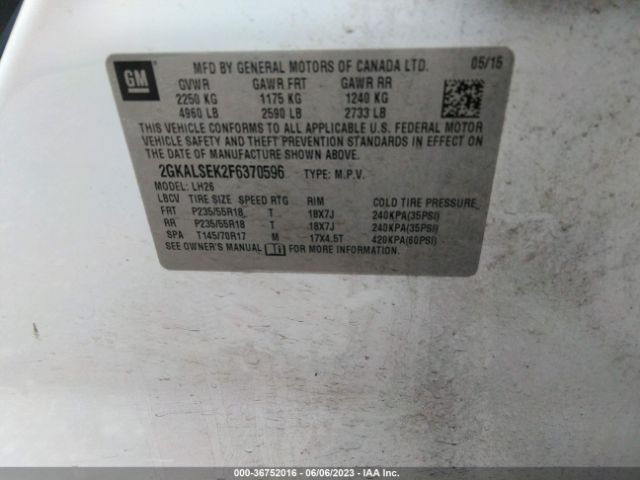 GM
MFD BY GENERAL MOTORS OF CANADA LTD. 05/15
GVWR GAWR FRT GAWR RR
2250 KG 1175 KG 1240 KG
4960 LB 2590 LB 2733 LB
THIS VEHICLE CONFORMS TO ALL APPLICABLE U.S. FEDERAL MOTOR
VEHICLE SAFETY AND THEFT PREVENTION STANDARDS IN EFFECT ON
THE DATE OF MANUFACTURE SHOWN ABOVE.
2GKALSEK2F6370596 TYPE: M.P.V.
MODEL: LH26
LBCV TIRE SIZE SPEED RTG RIM COLD TIRE PRESSURE
FRT P235/55R18 T 18X7J 240KPA(35PSI)
RR P235/55R18 T 18X7J 240KPA(35PSI)
SPA T145/70R17 M 17X4.5T 420KPA(60PSI)
SEE OWNER'S MANUAL FOR MORE INFORMATION.
000-36752016 - 06/06/2023 - IAA Inc.